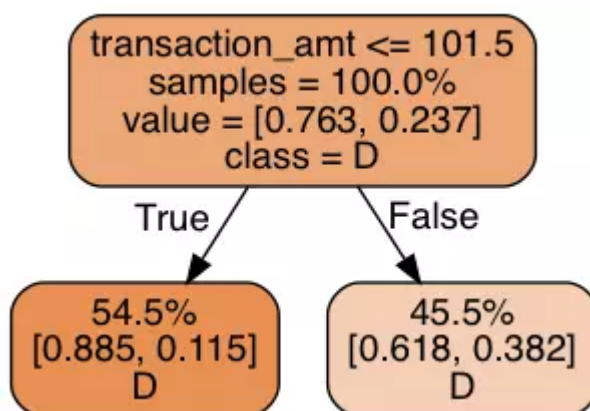 transaction_amt <= 101.5
samples = 100.0%
value = [0.763, 0.237]
class = D
True
False
54.5%
[0.885, 0.115]
D
45.5%
[0.618, 0.382]
D